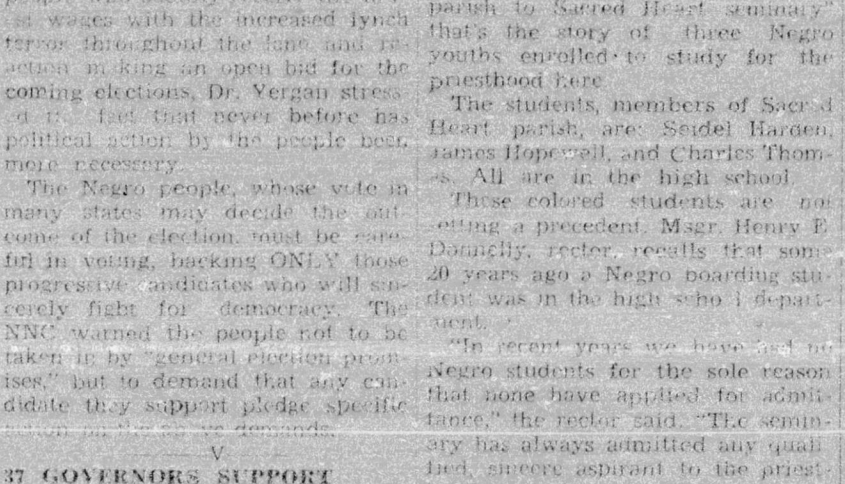 st wages with the increased lynch
terror throughout the land and re-
action making an open bid for the
coming elections, Dr. Yergan stress-
ed the fact that never before has
political action by the people been
more necessary.
The Negro people, whose vote in
many states may decide the out-
come of the election, must be care-
ful in voting, backing ONLY those
progressive candidates who will sin-
cerely fight for democracy. The
NNC warned the people not to be
taken in by "general election prom-
ises," but to demand that any can-
didate they support pledge specific
action on the above demands.
V
37 GOVERNORS SUPPORT
parish to Sacred Heart seminary"
that's the story of three Negro
youths enrolled to study for the
priesthood here
The students, members of Sacred
Heart parish, are: Seidel Harden,
James Hopewell, and Charles Thom-
as. All are in the high school.
These colored students are not
setting a precedent. Msgr. Henry E.
Donnelly, rector, recalls that some
20 years ago a Negro boarding stu-
dent was in the high school depart-
ment.
"In recent years we have had no
Negro students for the sole reason
that none have applied for admit-
tance," the rector said. "The semin-
ary has always admitted any quali-
fied, sincere aspirant to the priest-